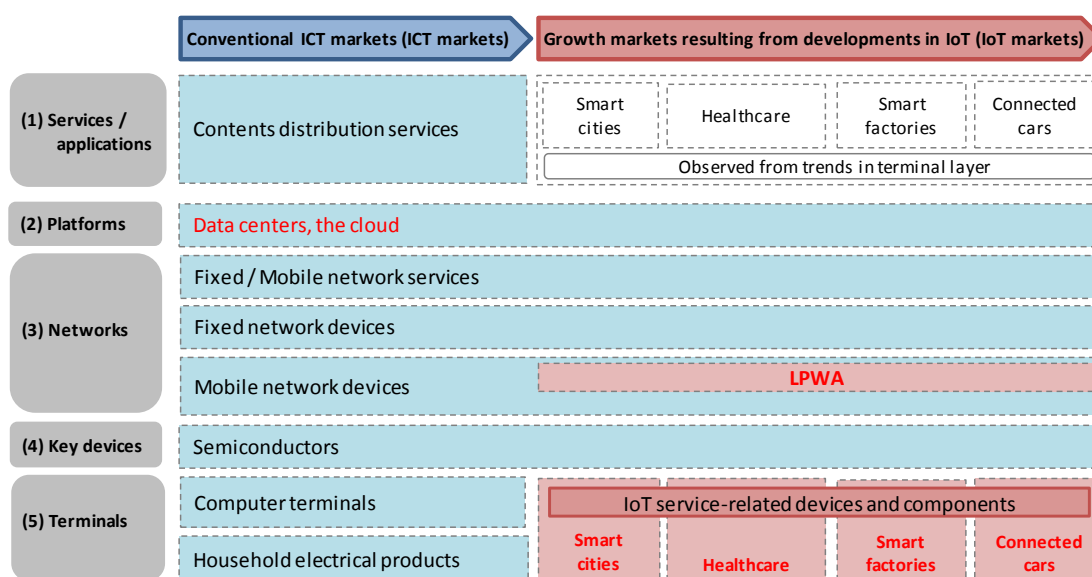 Conventional ICT markets (ICT markets)
Growth markets resulting from developments in IoT (IoT markets)
(1) Services /
applications
Contents distribution services
Smart
cities
Healthcare
Smart
factories
Connected
cars
Observed from trends in terminal layer
(2) Platforms
Data centers, the cloud
(3) Networks
Fixed / Mobile network services
Fixed network devices
Mobile network devices
LPWA
(4) Key devices
Semiconductors
(5) Terminals
Computer terminals
Household electrical products
IoT service-related devices and components
Smart
cities
Healthcare
Smart
factories
Connected
cars